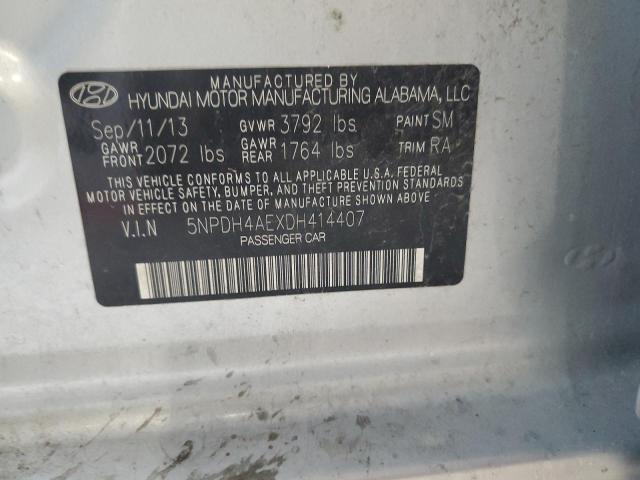 MANUFACTURED BY
HYUNDAI MOTOR MANUFACTURING ALABAMA, LLC
Sep/11/13 GVWR 3792 lbs PAINT SM
GAWR FRONT 2072 lbs GAWR REAR 1764 lbs TRIM RA
THIS VEHICLE CONFORMS TO ALL APPLICABLE U.S.A. FEDERAL
MOTOR VEHICLE SAFETY, BUMPER, AND THEFT PREVENTION STANDARDS
IN EFFECT ON THE DATE OF MANUFACTURE SHOWN ABOVE.
V.I.N 5NPDH4AEXDH414407
PASSENGER CAR